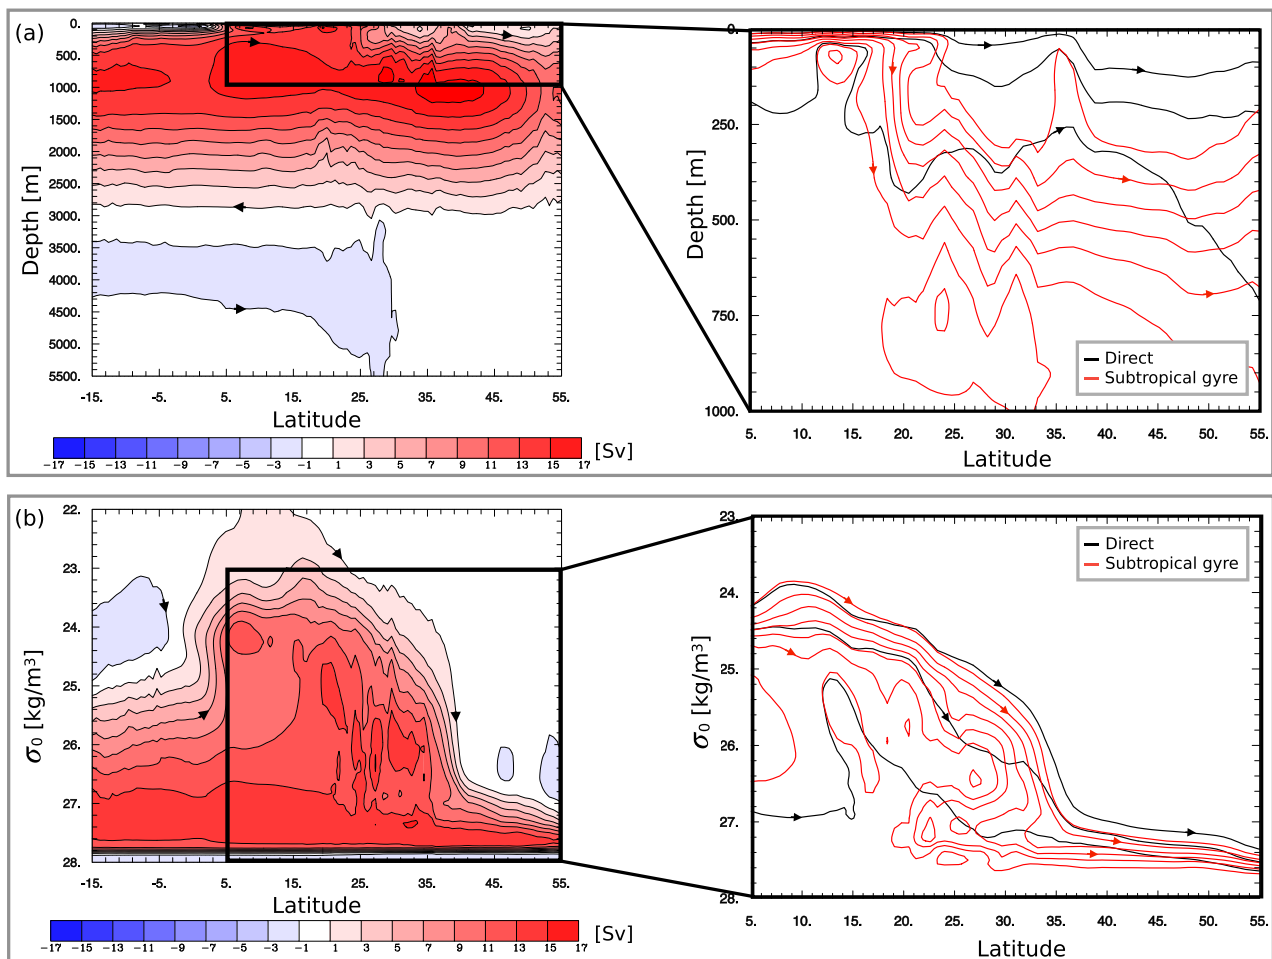 (a)
0.
500.
1000.
1500.
2000.
2500.
3000.
3500.
4000.
4500.
5000.
5500.
Depth [m]
-15. -5. 5. 15. 25. 35. 45. 55.
Latitude
-17 -15 -13 -11 -9 -7 -5 -3 -1 1 3 5 7 9 11 13 15 17
[Sv]
0.
250.
500.
750.
1000.
Depth [m]
Direct
Subtropical gyre
5. 10. 15. 20. 25. 30. 35. 40. 45. 50. 55.
Latitude
(b)
22.
23.
24.
25.
26.
27.
28.
σ0 [kg/m³]
-15. -5. 5. 15. 25. 35. 45. 55.
Latitude
-17 -15 -13 -11 -9 -7 -5 -3 -1 1 3 5 7 9 11 13 15 17
[Sv]
23.
24.
25.
26.
27.
28.
σ0 [kg/m³]
Direct
Subtropical gyre
5. 10. 15. 20. 25. 30. 35. 40. 45. 50. 55.
Latitude